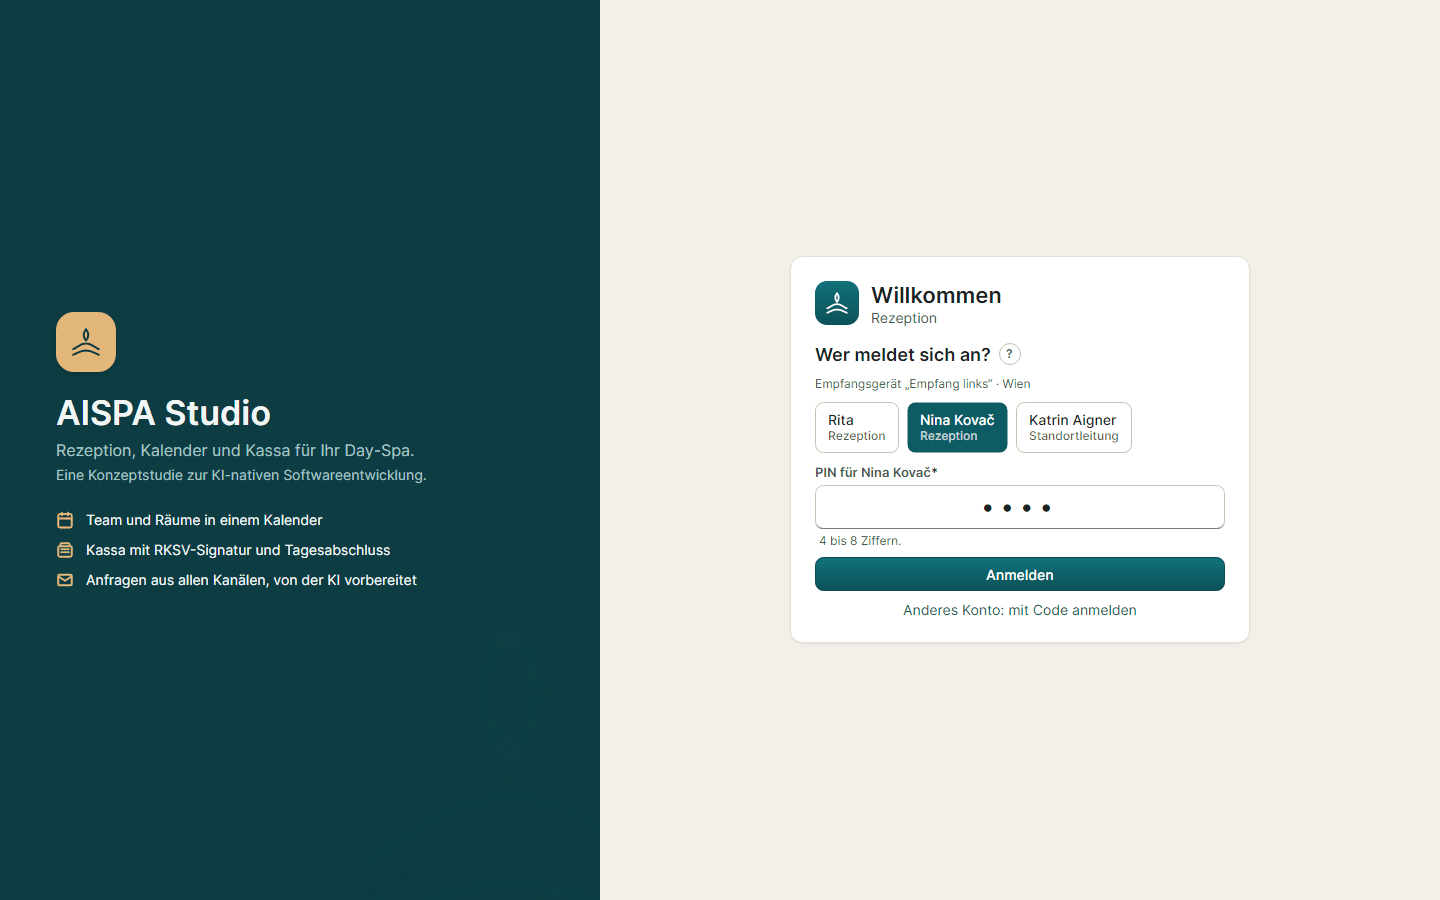 AISPA Studio
Rezeption, Kalender und Kassa für Ihr Day-Spa.
Eine Konzeptstudie zur KI-nativen Softwareentwicklung.
Team und Räume in einem Kalender
Kassa mit RKSV-Signatur und Tagesabschluss
Anfragen aus allen Kanälen, von der KI vorbereitet
Willkommen
Rezeption
Wer meldet sich an? ?
Empfangsgerät „Empfang links“ · Wien
Rita
Rezeption
Nina Kovač
Rezeption
Katrin Aigner
Standortleitung
PIN für Nina Kovač*
••••
4 bis 8 Ziffern.
Anmelden
Anderes Konto: mit Code anmelden